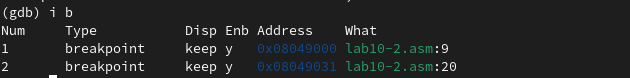 (gdb) i b
Num     Type           Disp Enb Address    What
1       breakpoint     keep y   0x08049000 lab10-2.asm:9
2       breakpoint     keep y   0x08049031 lab10-2.asm:20